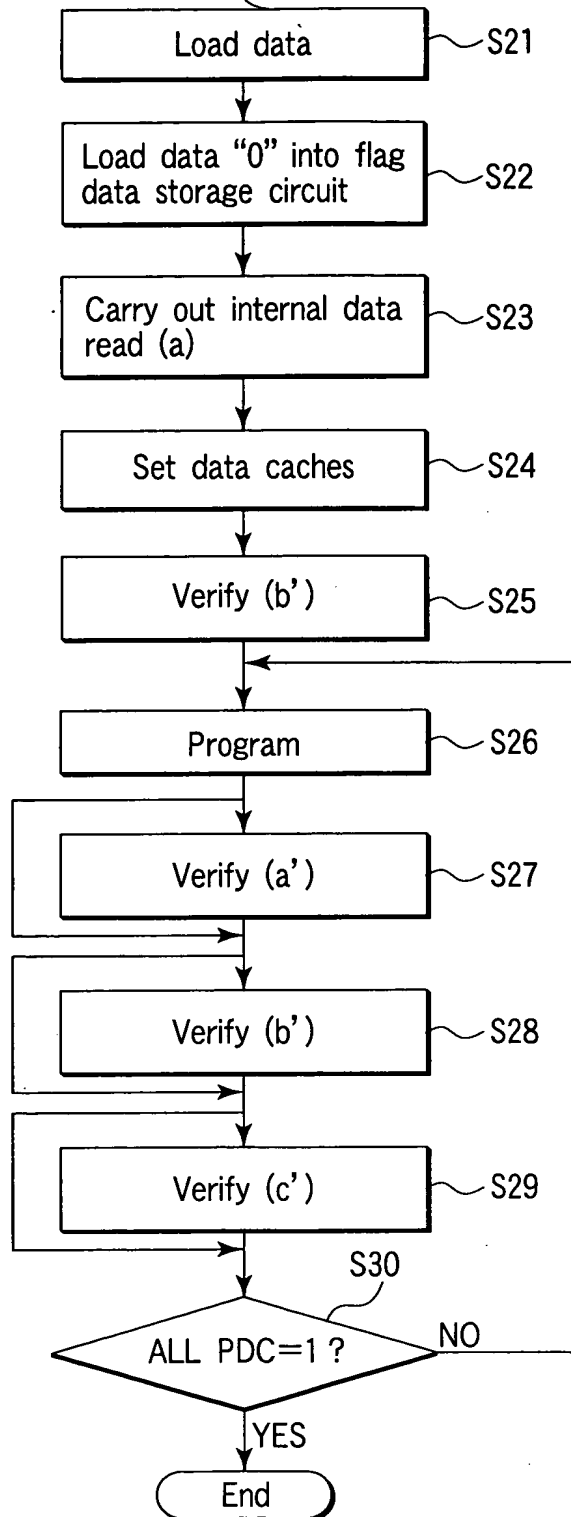 Load data
S21
Load data “0” into flag
data storage circuit
S22
Carry out internal data
read (a)
S23
Set data caches
S24
Verify (b’)
S25
Program
S26
Verify (a’)
S27
Verify (b’)
S28
Verify (c’)
S29
S30
ALL PDC=1 ?
NO
YES
End